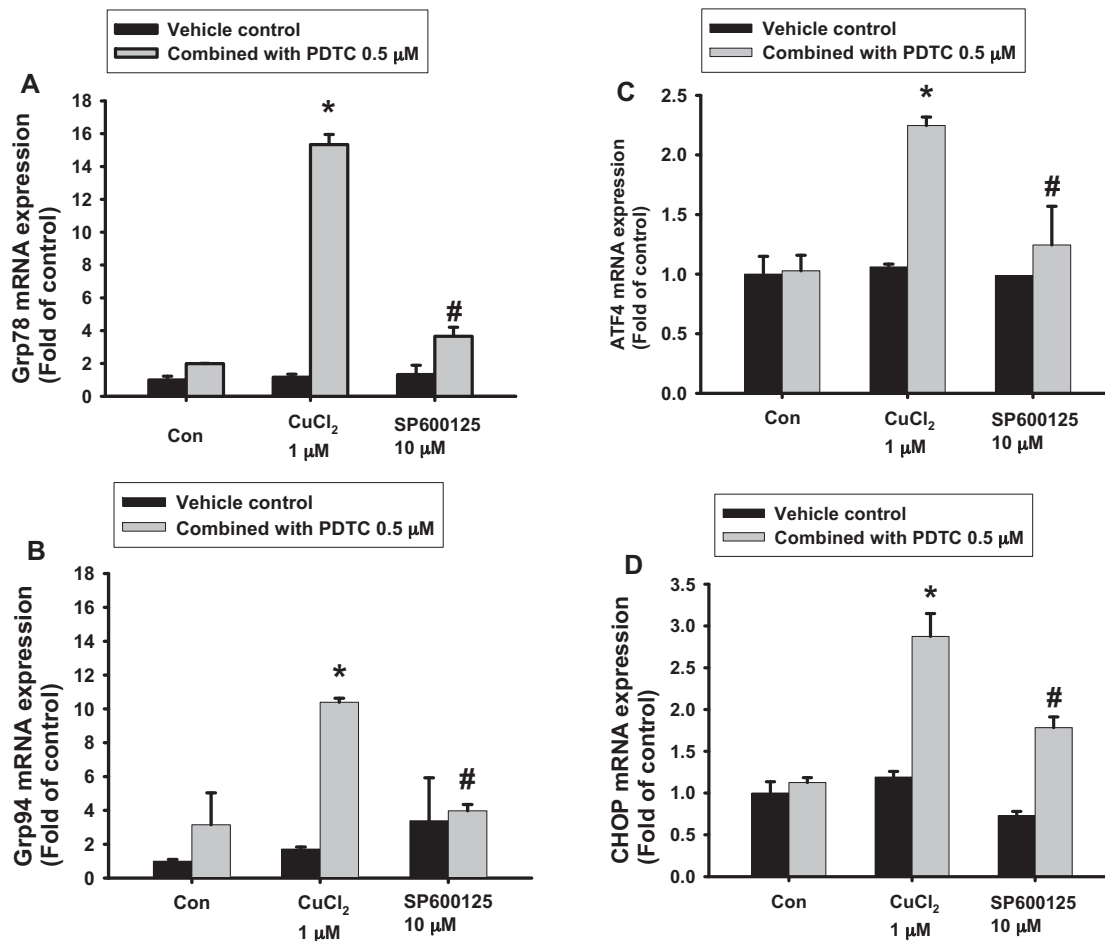 Vehicle control
Combined with PDTC 0.5 μM
A
Grp78 mRNA expression
(Fold of control)
18
16
14
12
10
8
6
4
2
0
*
#
Con
CuCl₂
1 μM
SP600125
10 μM
Vehicle control
Combined with PDTC 0.5 μM
B
Grp94 mRNA expression
(Fold of control)
18
16
14
12
10
8
6
4
2
0
*
#
Con
CuCl₂
1 μM
SP600125
10 μM
Vehicle control
Combined with PDTC 0.5 μM
C
ATF4 mRNA expression
(Fold of control)
2.5
2.0
1.5
1.0
0.5
0.0
*
#
Con
CuCl₂
1 μM
SP600125
10 μM
Vehicle control
Combined with PDTC 0.5 μM
D
CHOP mRNA expression
(Fold of control)
3.5
3.0
2.5
2.0
1.5
1.0
0.5
0.0
*
#
Con
CuCl₂
1 μM
SP600125
10 μM